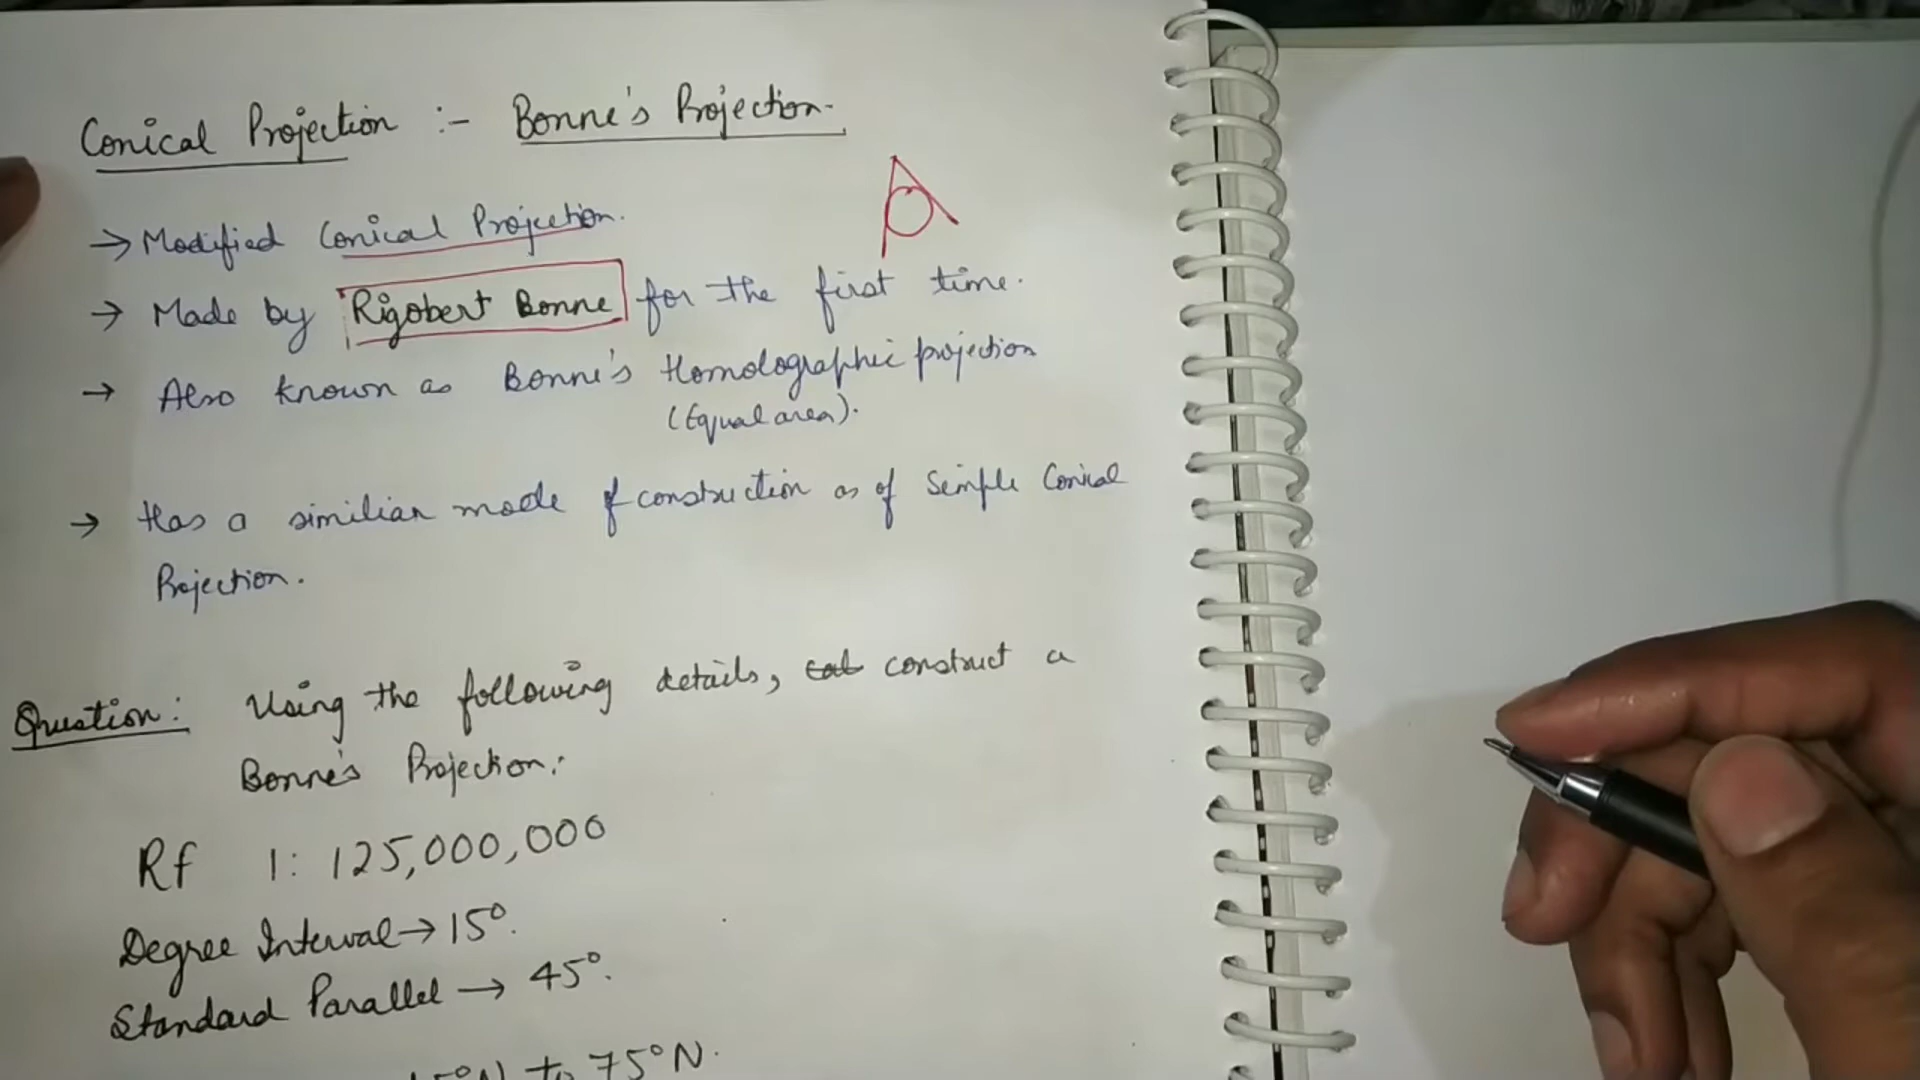 Conical Projection :- Bonne's Projection.
→ Modified Conical Projection.
→ Made by Rigobert Bonne for the first time.
→ Also known as Bonne's Homolographic projection
(Equal area).
→ Has a similiar mode of construction as of Simple Conical
Projection.
Question: Using the following details, construct a
Bonne's Projection:
Rf 1: 125,000,000
Degree Interval → 15°.
Standard Parallel → 45°.
15°N to 75°N.